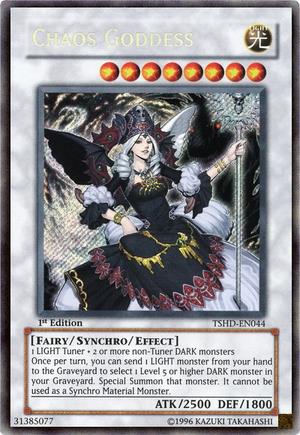 CHAOS GODDESS
LIGHT
光
1st Edition
TSHD-EN044
[FAIRY/SYNCHRO/EFFECT]
1 LIGHT Tuner + 2 or more non-Tuner DARK monsters
Once per turn, you can send 1 LIGHT monster from your hand
to the Graveyard to select 1 Level 5 or higher DARK monster in
your Graveyard. Special Summon that monster. It cannot be
used as a Synchro Material Monster.
ATK/2500 DEF/1800
31385077
©1996 KAZUKI TAKAHASHI